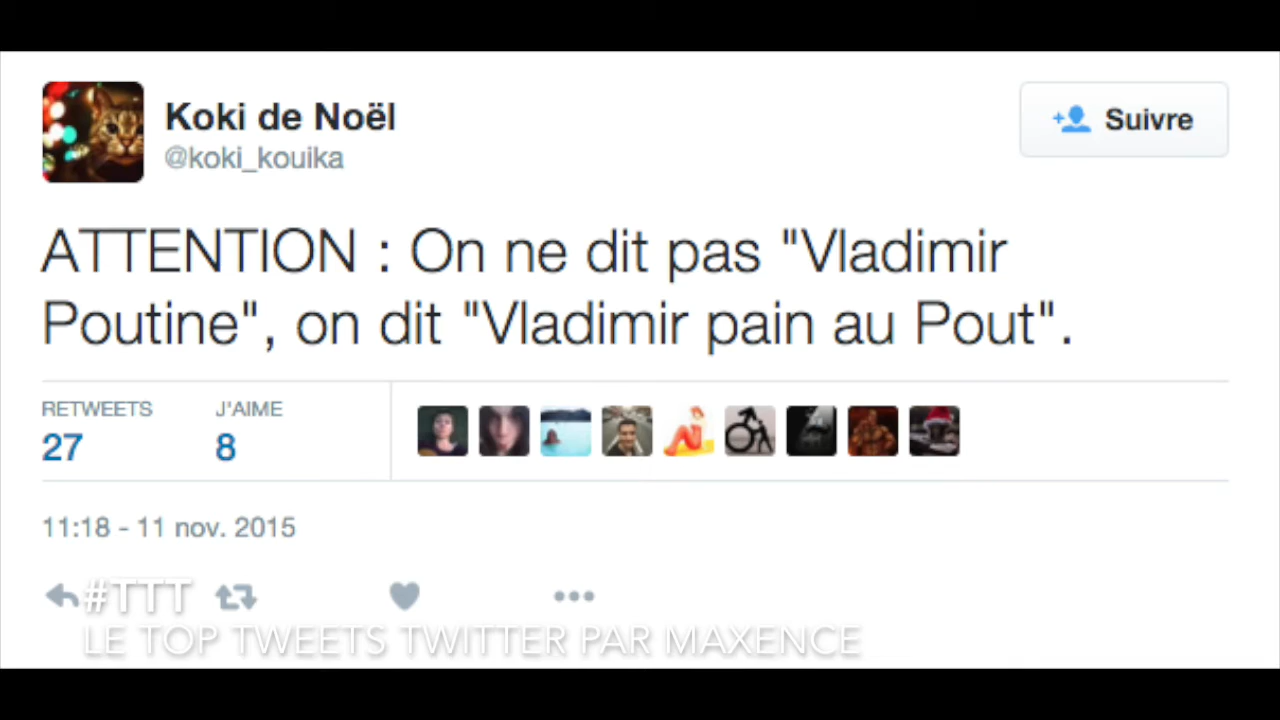 Koki de Noël
@koki_kouika
Suivre
ATTENTION : On ne dit pas "Vladimir
Poutine", on dit "Vladimir pain au Pout".
RETWEETS
J'AIME
27
8
11:18 - 11 nov. 2015
#TTT
LE TOP TWEETS TWITTER PAR MAXENCE